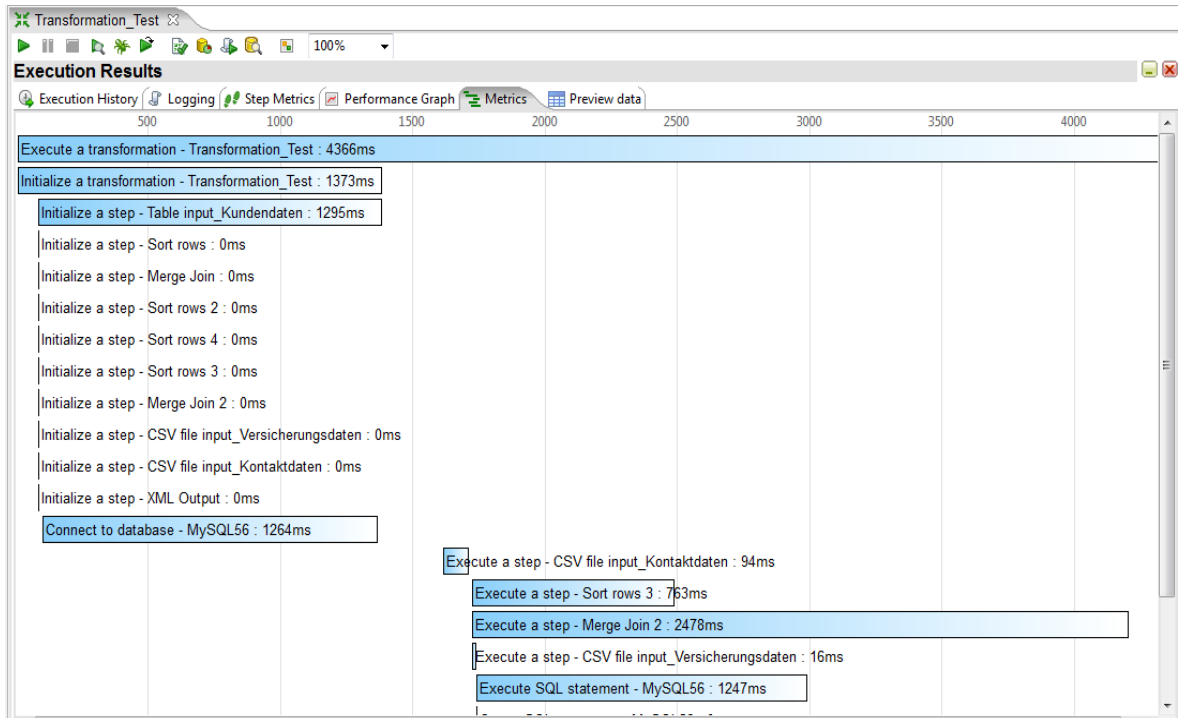 Transformation_Test
100%
Execution Results
Execution History Logging Step Metrics Performance Graph Metrics Preview data
500 1000 1500 2000 2500 3000 3500 4000
Execute a transformation - Transformation_Test : 4366ms
Initialize a transformation - Transformation_Test : 1373ms
Initialize a step - Table input_Kundendaten : 1295ms
Initialize a step - Sort rows : 0ms
Initialize a step - Merge Join : 0ms
Initialize a step - Sort rows 2 : 0ms
Initialize a step - Sort rows 4 : 0ms
Initialize a step - Sort rows 3 : 0ms
Initialize a step - Merge Join 2 : 0ms
Initialize a step - CSV file input_Versicherungsdaten : 0ms
Initialize a step - CSV file input_Kontaktdaten : 0ms
Initialize a step - XML Output : 0ms
Connect to database - MySQL56 : 1264ms
Execute a step - CSV file input_Kontaktdaten : 94ms
Execute a step - Sort rows 3 : 763ms
Execute a step - Merge Join 2 : 2478ms
Execute a step - CSV file input_Versicherungsdaten : 16ms
Execute SQL statement - MySQL56 : 1247ms